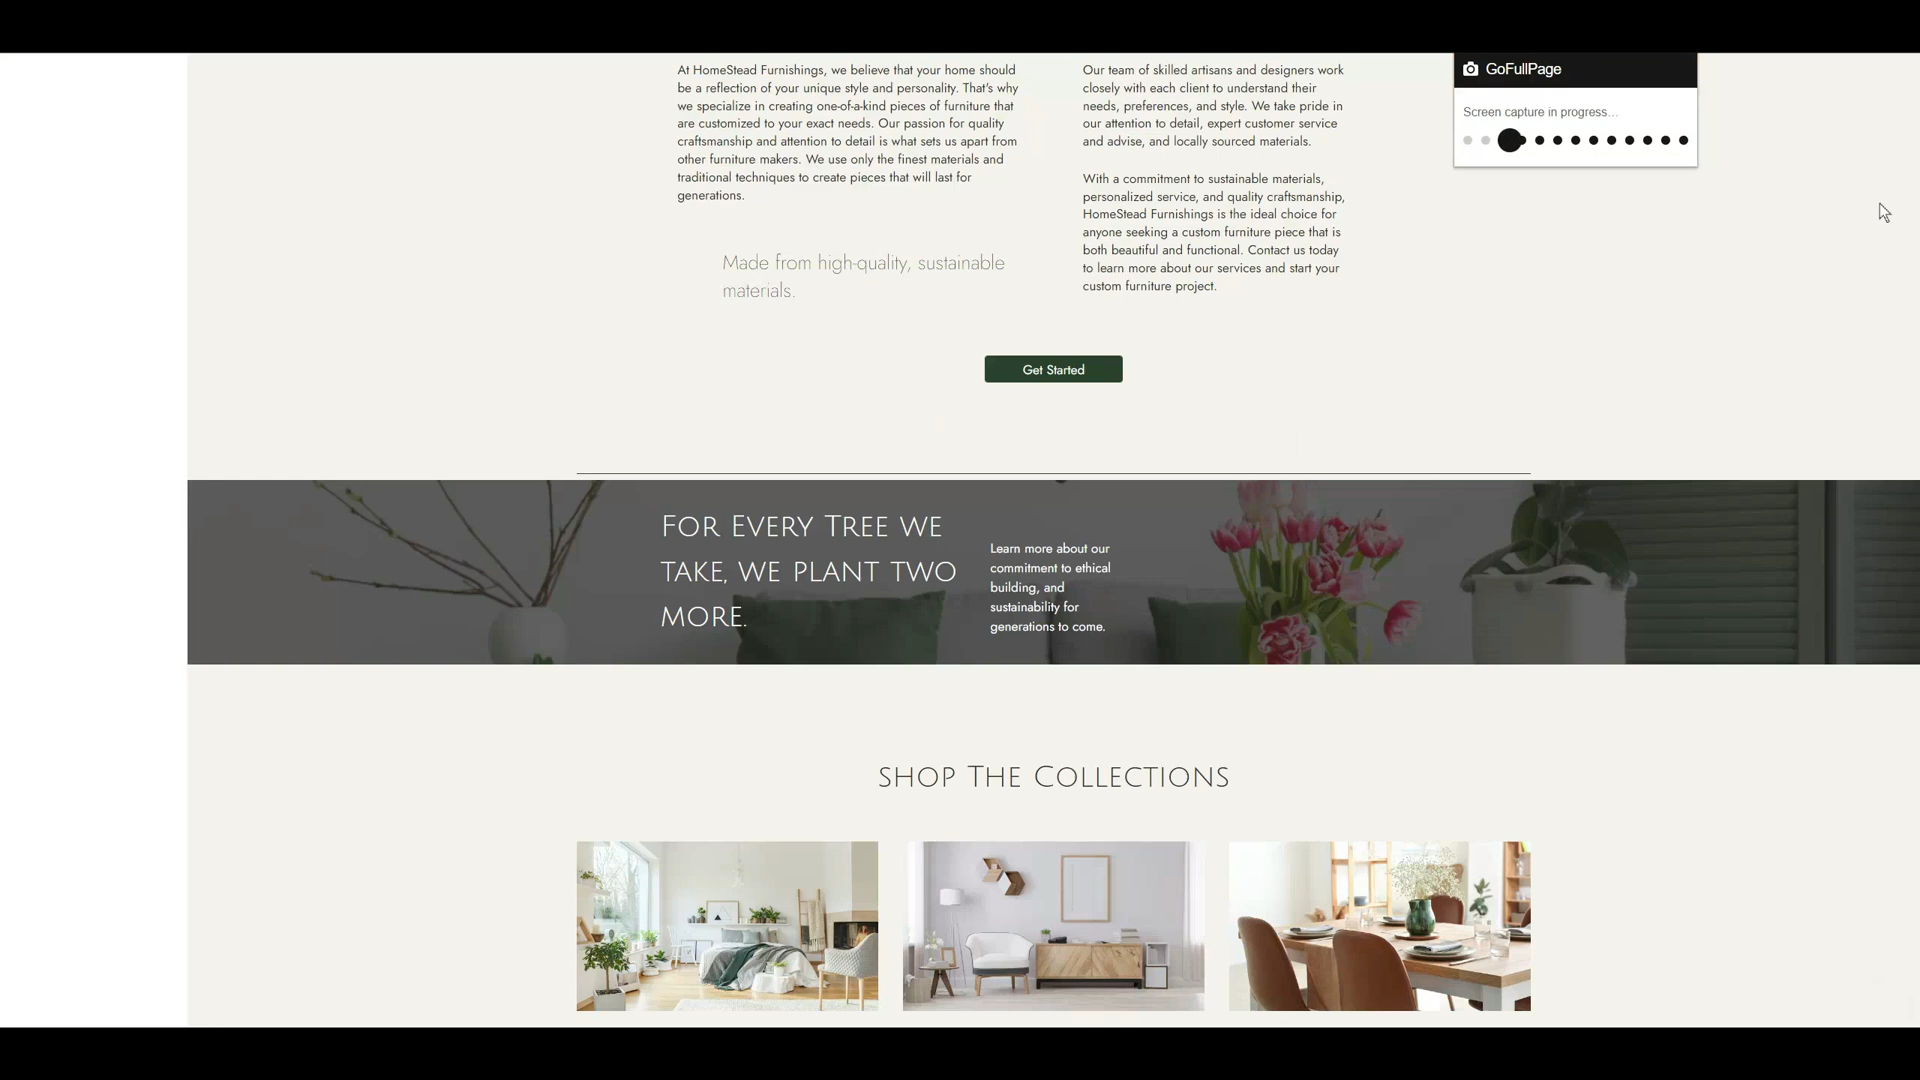 At HomeStead Furnishings, we believe that your home should
be a reflection of your unique style and personality. That's why
we specialize in creating one-of-a-kind pieces of furniture that
are customized to your exact needs. Our passion for quality
craftsmanship and attention to detail is what sets us apart from
other furniture makers. We use only the finest materials and
traditional techniques to create pieces that will last for
generations.
Made from high-quality, sustainable
materials.
Our team of skilled artisans and designers work
closely with each client to understand their
needs, preferences, and style. We take pride in
our attention to detail, expert customer service
and advise, and locally sourced materials.
With a commitment to sustainable materials,
personalized service, and quality craftsmanship,
HomeStead Furnishings is the ideal choice for
anyone seeking a custom furniture piece that is
both beautiful and functional. Contact us today
to learn more about our services and start your
custom furniture project.
GoFullPage
Screen capture in progress...
Get Started
For Every Tree we
take, we plant two
more.
Learn more about our
commitment to ethical
building, and
sustainability for
generations to come.
shop The Collections